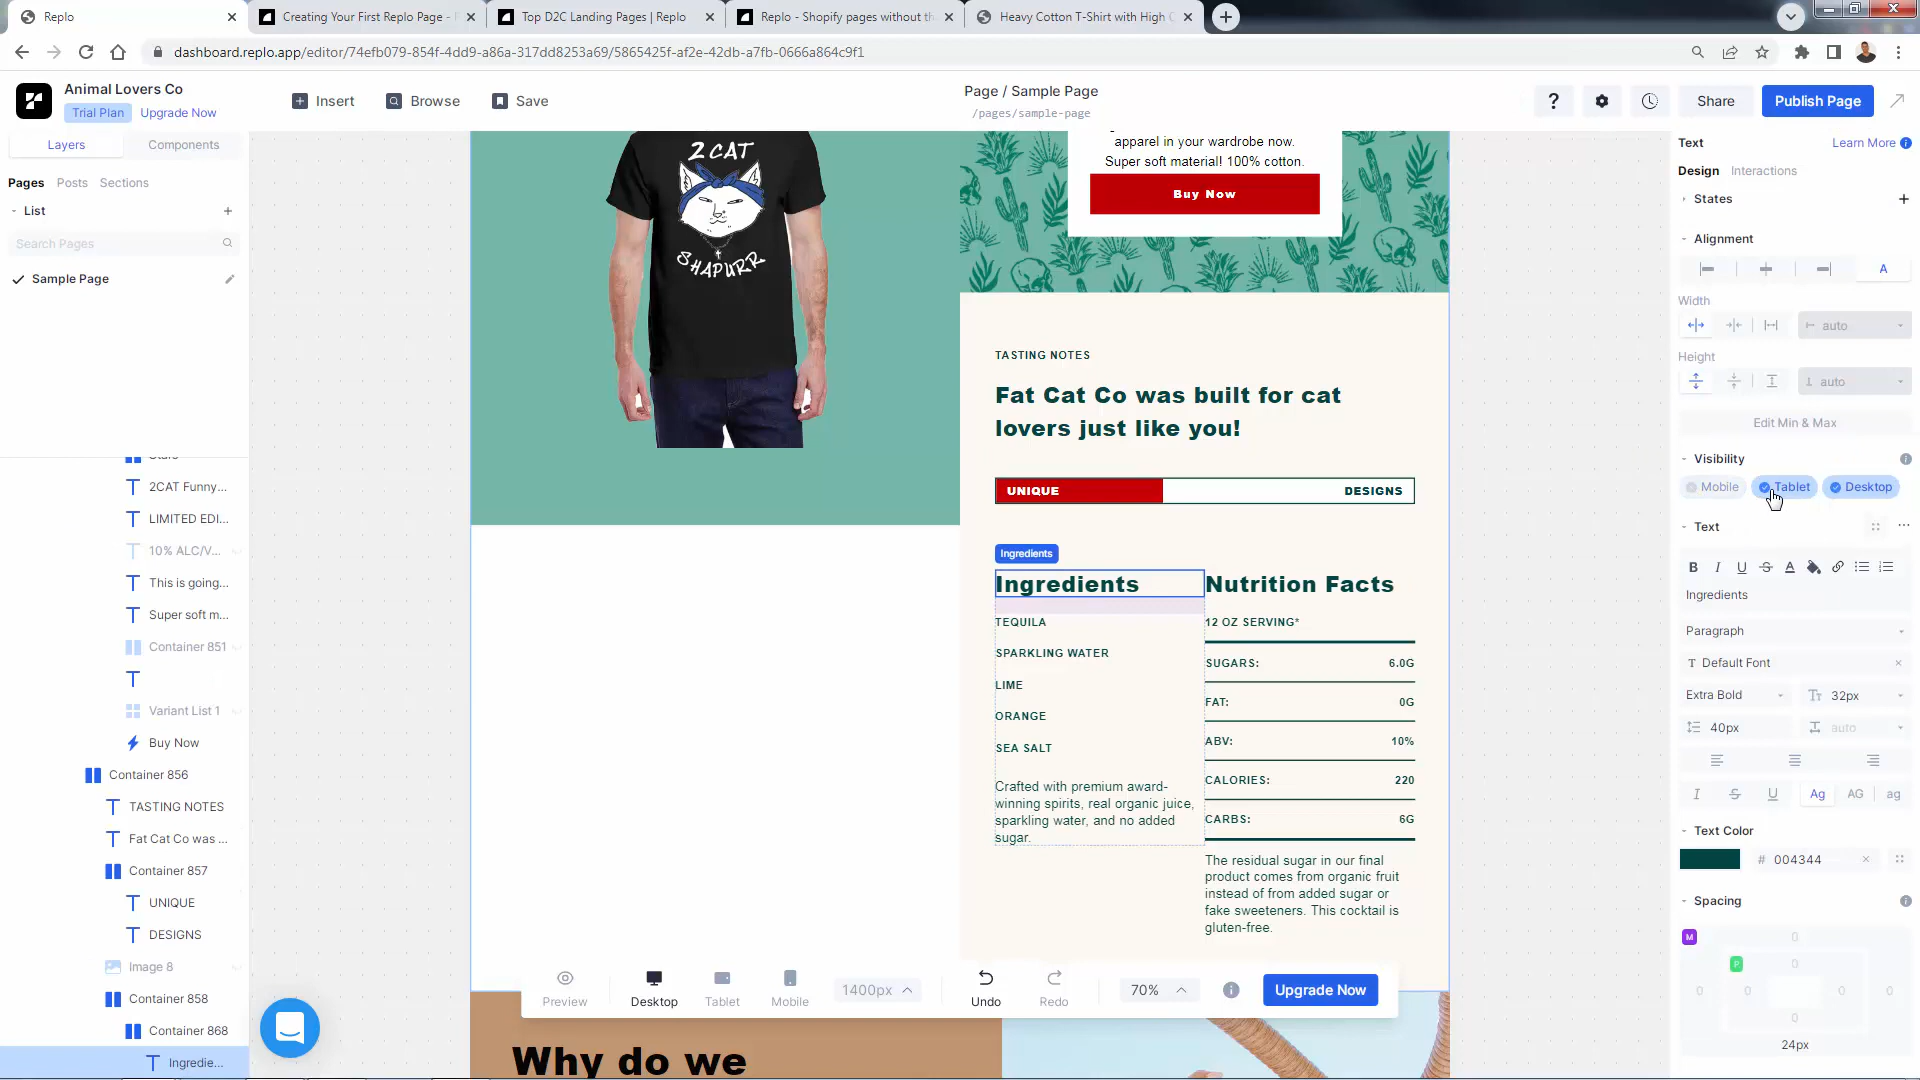 Replo
Creating Your First Replo Page -
Top D2C Landing Pages | Replo
Replo - Shopify pages without th
Heavy Cotton T-Shirt with High
dashboard.replo.app/editor/74efb079-854f-4dd9-a86a-317dd8253a69/5865425f-af2e-42db-a7fb-0666a864c9f1
Animal Lovers Co
Trial Plan
Upgrade Now
Insert
Browse
Save
Page / Sample Page
/pages/sample-page
?
Share
Publish Page
Layers
Components
Pages
Posts
Sections
List
Search Pages
Sample Page
2CAT Funny...
LIMITED EDI...
10% ALC/V...
This is going...
Super soft m...
Container 851
Variant List 1
Buy Now
Container 856
TASTING NOTES
Fat Cat Co was ...
Container 857
UNIQUE
DESIGNS
Image 8
Container 858
Container 868
Ingredie...
2CAT
SHAPURR
apparel in your wardrobe now.
Super soft material! 100% cotton.
Buy Now
TASTING NOTES
Fat Cat Co was built for cat
lovers just like you!
UNIQUE
DESIGNS
Ingredients
Ingredients
TEQUILA
SPARKLING WATER
LIME
ORANGE
SEA SALT
Crafted with premium award-
winning spirits, real organic juice,
sparkling water, and no added
sugar.
Nutrition Facts
12 OZ SERVING*
SUGARS: 6.0G
FAT: 0G
ABV: 10%
CALORIES: 220
CARBS: 6G
The residual sugar in our final
product comes from organic fruit
instead of from added sugar or
fake sweeteners. This cocktail is
gluten-free.
Preview
Desktop
Tablet
Mobile
1400px
Undo
Redo
70%
Upgrade Now
Why do we
Text
Learn More
Design
Interactions
States
Alignment
A
Width
auto
Height
auto
Edit Min & Max
Visibility
Mobile
Tablet
Desktop
Text
B I U S A
Ingredients
Paragraph
T Default Font
Extra Bold
32px
40px
auto
I S U Ag AG ag
Text Color
# 004344
Spacing
M
0
P
0
0 0 0 0
0
24px